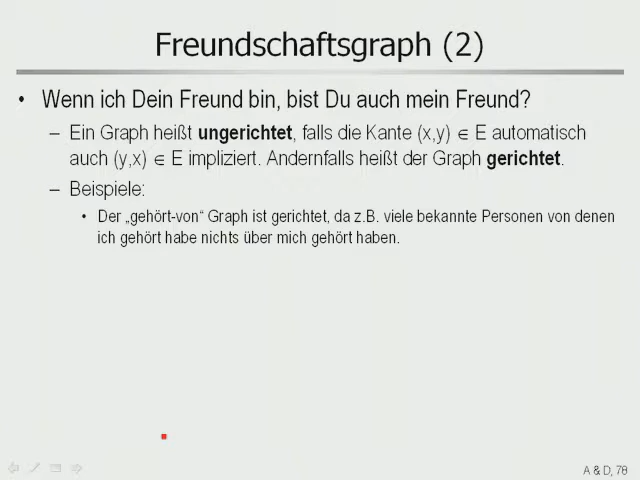 Freundschaftsgraph (2)
• Wenn ich Dein Freund bin, bist Du auch mein Freund?
– Ein Graph heißt ungerichtet, falls die Kante (x,y) ∈ E automatisch
auch (y,x) ∈ E impliziert. Andernfalls heißt der Graph gerichtet.
– Beispiele:
• Der „gehört-von“ Graph ist gerichtet, da z.B. viele bekannte Personen von denen
ich gehört habe nichts über mich gehört haben.
A & D, 78